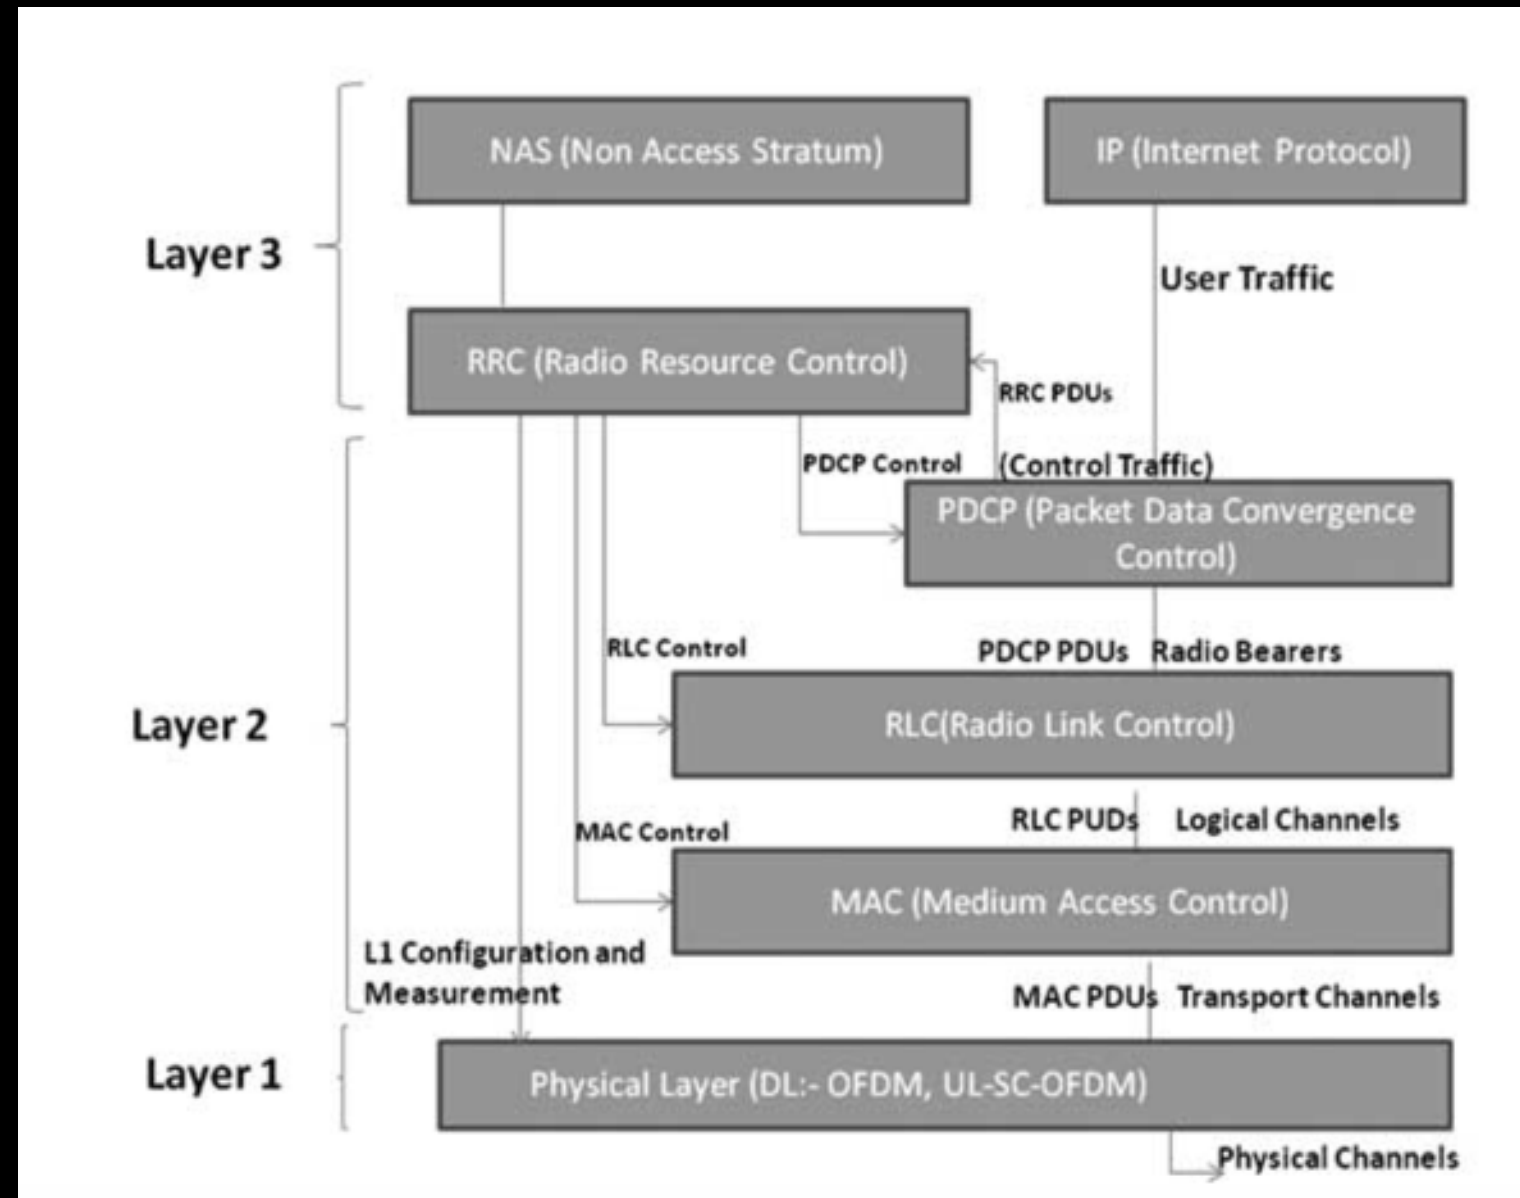 NAS (Non Access Stratum)
IP (Internet Protocol)
Layer 3
User Traffic
RRC (Radio Resource Control)
RRC PDUs
PDCP Control
(Control Traffic)
PDCP (Packet Data Convergence
Control)
RLC Control
PDCP PDUs
Radio Bearers
Layer 2
RLC(Radio Link Control)
RLC PUDs
Logical Channels
MAC Control
MAC (Medium Access Control)
L1 Configuration and
Measurement
MAC PDUs
Transport Channels
Layer 1
Physical Layer (DL:- OFDM, UL-SC-OFDM)
Physical Channels